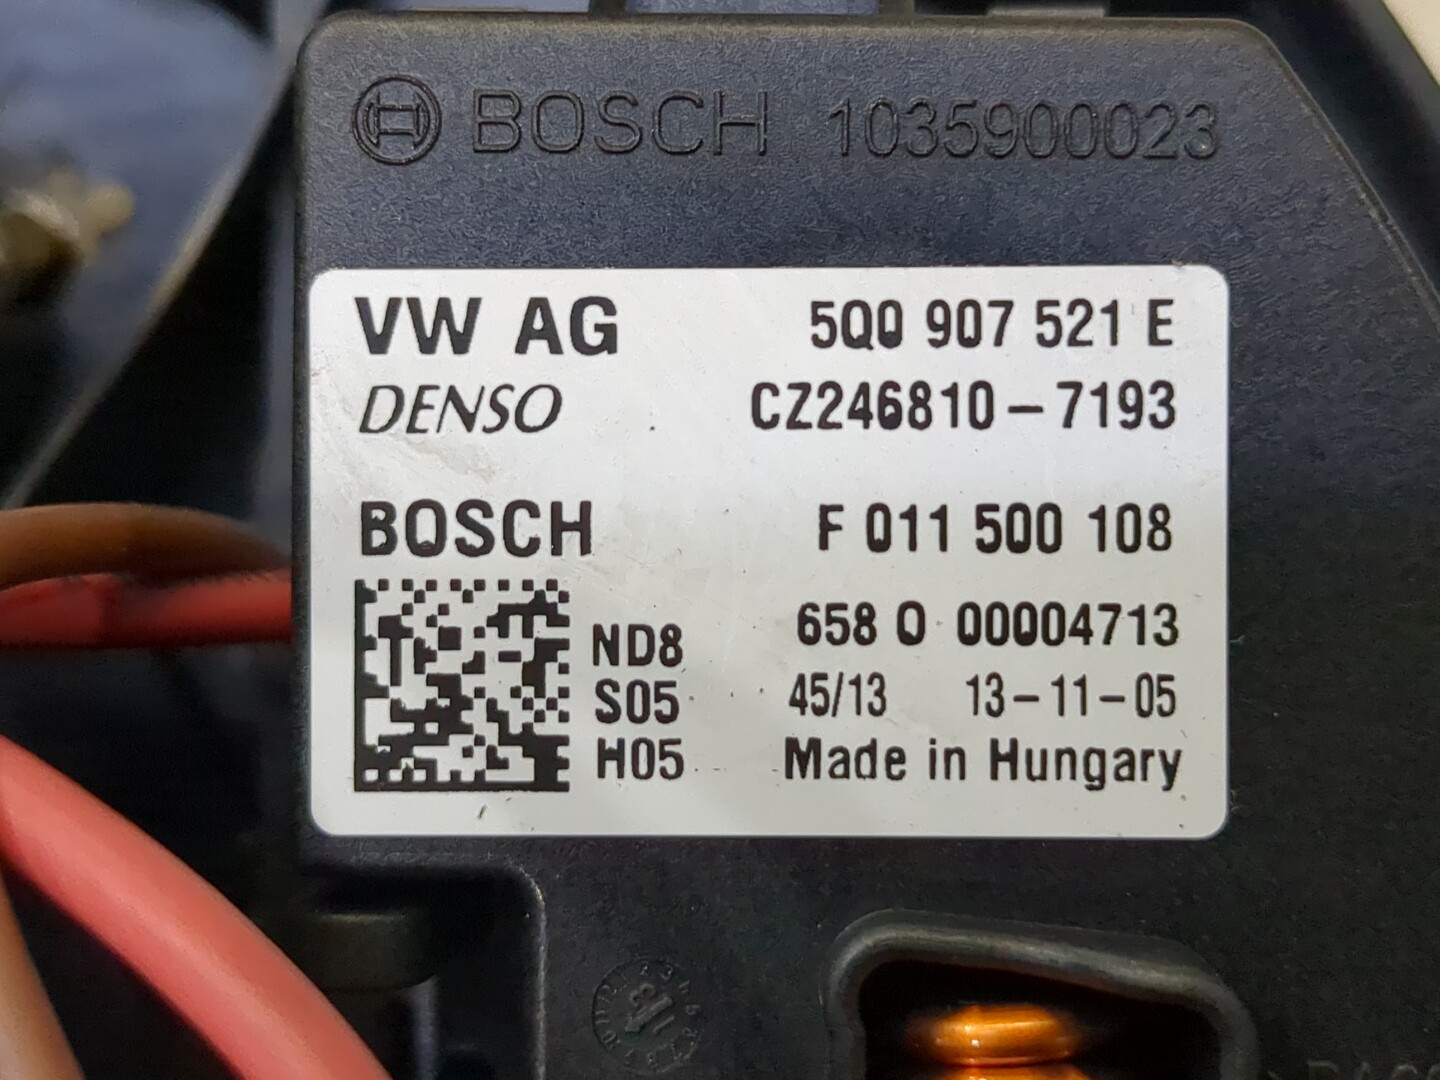 BOSCH 1035900023
VW AG 5Q0 907 521 E
DENSO CZ246810-7193
BOSCH F 011 500 108
658 0 00004713
ND8
S05 45/13 13-11-05
H05 Made in Hungary